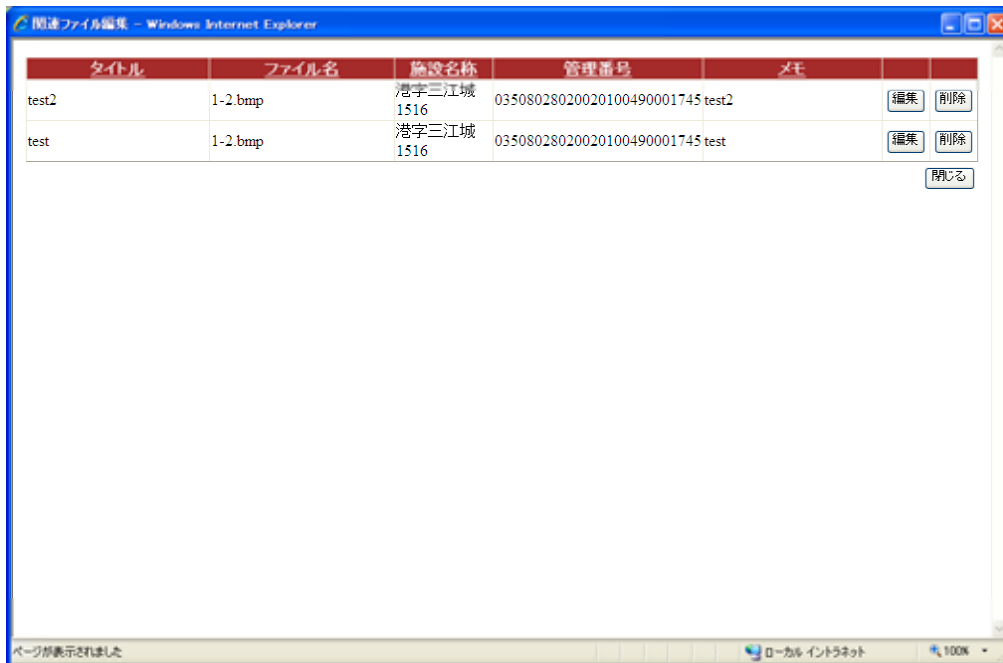 関連ファイル編集 - Windows Internet Explorer
タイトル ファイル名 施設名称 管理番号 メモ
test2 1-2.bmp 港字三江城 1516 03508028020020100490001745 test2 編集 削除
test 1-2.bmp 港字三江城 1516 03508028020020100490001745 test 編集 削除
閉じる
ページが表示されました ローカル イントラネット 100%